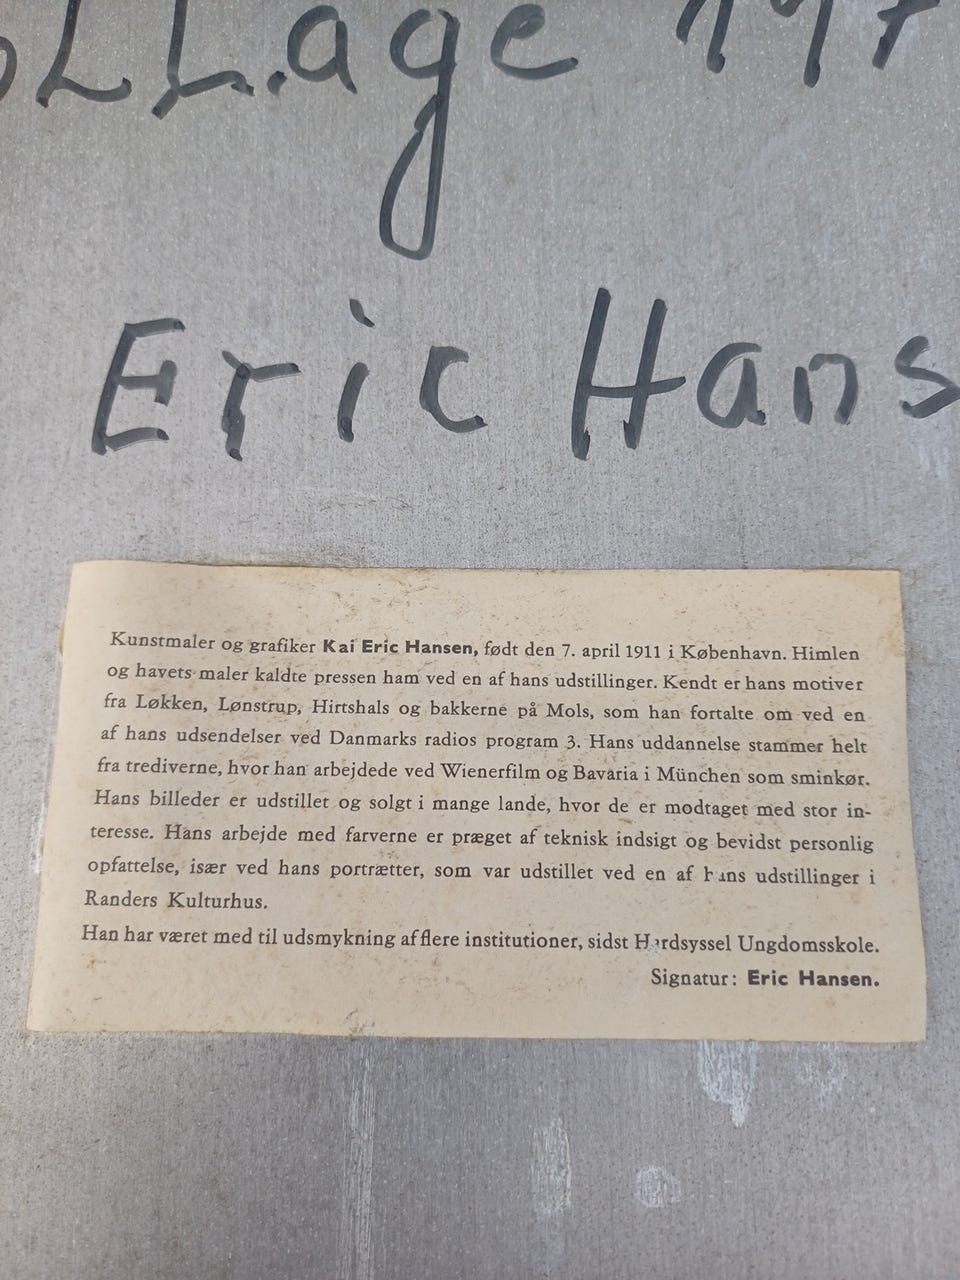 oLLage 197
Eric Hans
Kunstmaler og grafiker Kai Eric Hansen, født den 7. april 1911 i København. Himlen
og havets maler kaldte pressen ham ved en af hans udstillinger. Kendt er hans motiver
fra Løkken, Lønstrup, Hirtshals og bakkerne på Mols, som han fortalte om ved en
af hans udsendelser ved Danmarks radios program 3. Hans uddannelse stammer helt
fra trediverne, hvor han arbejdede ved Wienerfilm og Bavaria i München som sminkør.
Hans billeder er udstillet og solgt i mange lande, hvor de er modtaget med stor in-
teresse. Hans arbejde med farverne er præget af teknisk indsigt og bevidst personlig
opfattelse, især ved hans portrætter, som var udstillet ved en af hans udstillinger i
Randers Kulturhus.
Han har været med til udsmykning af flere institutioner, sidst Hardsyssel Ungdomsskole.
Signatur: Eric Hansen.